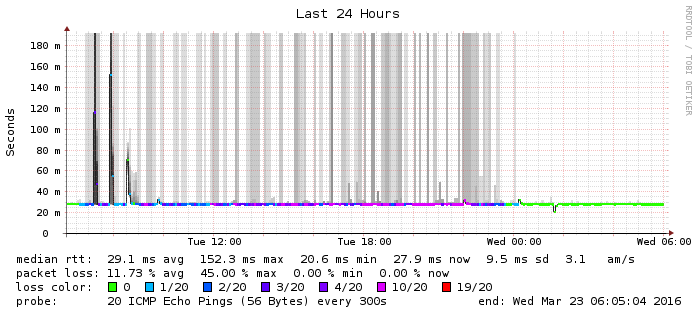 Last 24 Hours
RRDTOOL / TOBI OETIKER
Seconds
180 m
160 m
140 m
120 m
100 m
80 m
60 m
40 m
20 m
0
Tue 12:00 Tue 18:00 Wed 00:00 Wed 06:00
median rtt: 29.1 ms avg 152.3 ms max 20.6 ms min 27.9 ms now 9.5 ms sd 3.1 am/s
packet loss: 11.73 % avg 45.00 % max 0.00 % min 0.00 % now
loss color: 0 1/20 2/20 3/20 4/20 10/20 19/20
probe: 20 ICMP Echo Pings (56 Bytes) every 300s end: Wed Mar 23 06:05:04 2016